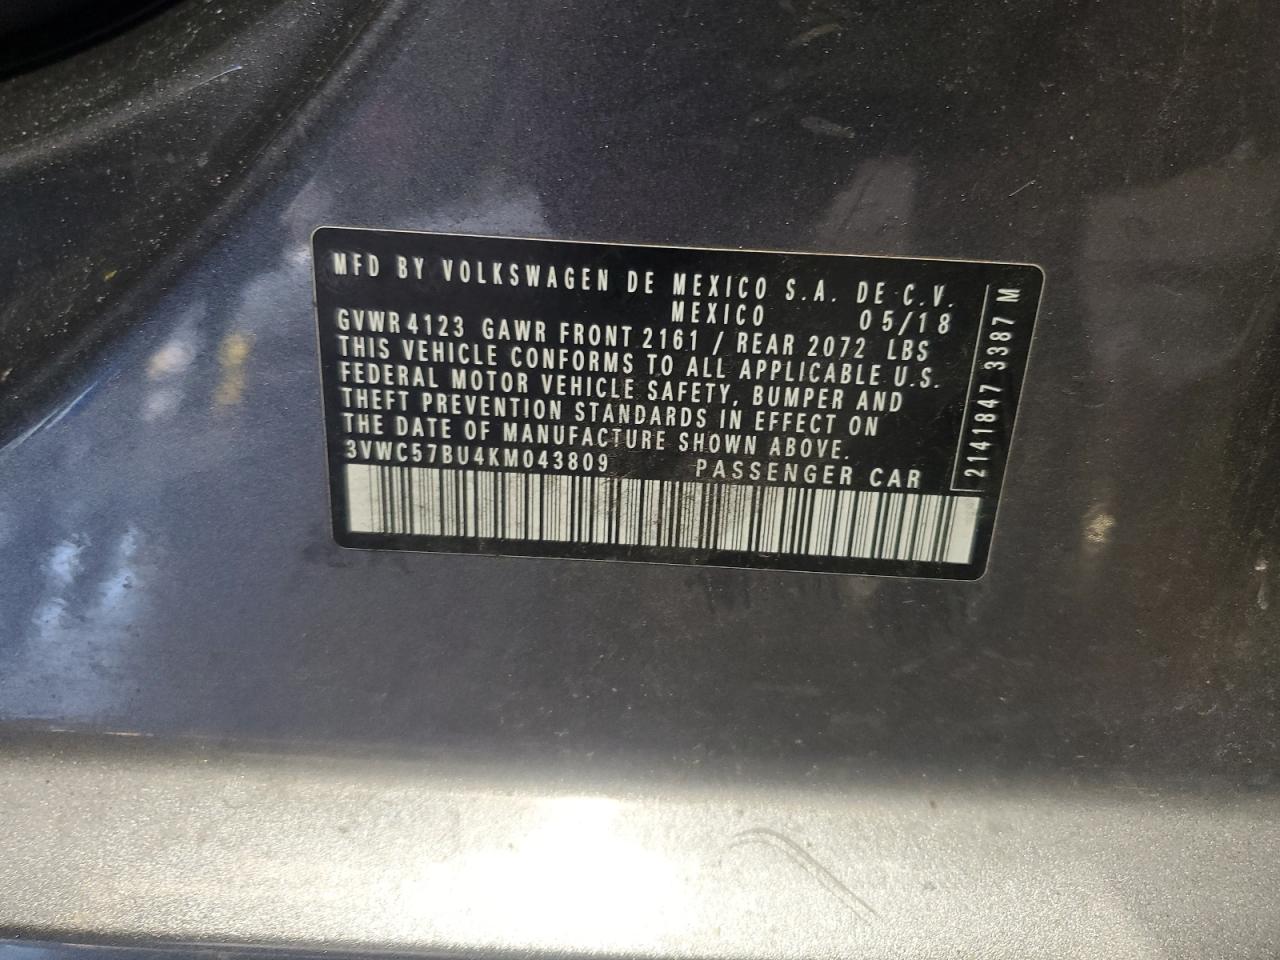 MFD BY VOLKSWAGEN DE MEXICO S.A. DE C.V.
MEXICO 05/18
GVWR 4123 GAWR FRONT 2161 / REAR 2072 LBS
THIS VEHICLE CONFORMS TO ALL APPLICABLE U.S.
FEDERAL MOTOR VEHICLE SAFETY, BUMPER AND
THEFT PREVENTION STANDARDS IN EFFECT ON
THE DATE OF MANUFACTURE SHOWN ABOVE.
3VWC57BU4KM043809 PASSENGER CAR
2141847 3387 M